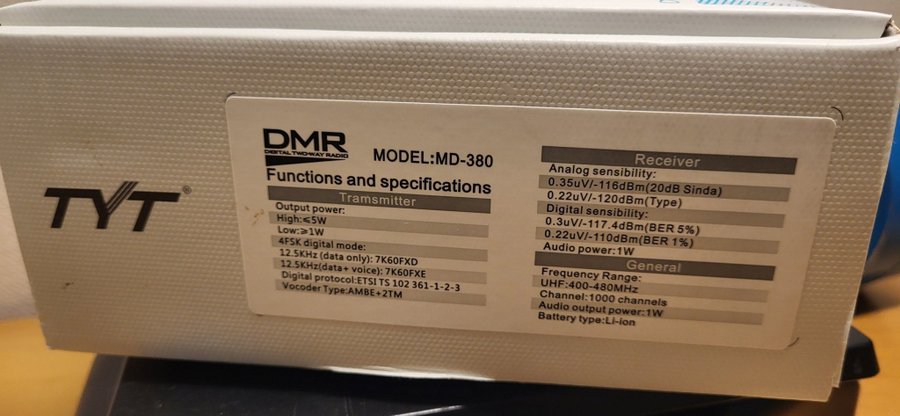 TYT®
DMR
DIGITAL TWO-WAY RADIO
MODEL:MD-380
Functions and specifications
Tramsmitter
Output power:
High:≤5W
Low:≥1W
4FSK digital mode:
12.5KHz (data only): 7K60FXD
12.5KHz(data+ voice): 7K60FXE
Digital protocol:ETSI TS 102 361-1-2-3
Vocoder Type:AMBE+2TM
Receiver
Analog sensibility:
0.35uV/-116dBm(20dB Sinda)
0.22uV/-120dBm(Type)
Digital sensibility:
0.3uV/-117.4dBm(BER 5%)
0.22uV/-110dBm(BER 1%)
Audio power:1W
General
Frequency Range:
UHF:400-480MHz
Channel:1000 channels
Audio output power:1W
Battery type:Li-ion